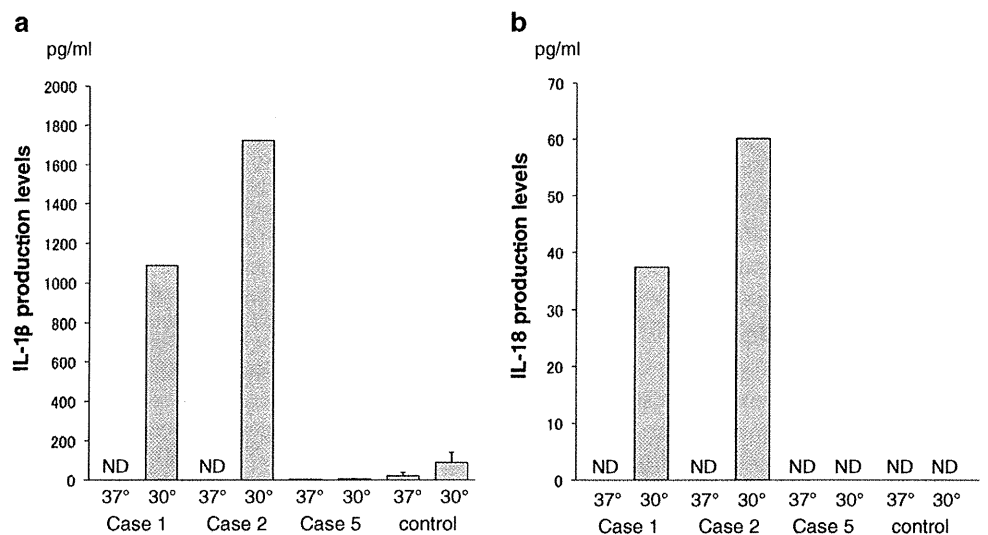 a
pg/ml
IL-1β production levels
2000
1800
1600
1400
1200
1000
800
600
400
200
0
ND ND
37° 30° 37° 30° 37° 30° 37° 30°
Case 1 Case 2 Case 5 control
b
pg/ml
IL-18 production levels
70
60
50
40
30
20
10
0
ND ND ND ND ND ND
37° 30° 37° 30° 37° 30° 37° 30°
Case 1 Case 2 Case 5 control